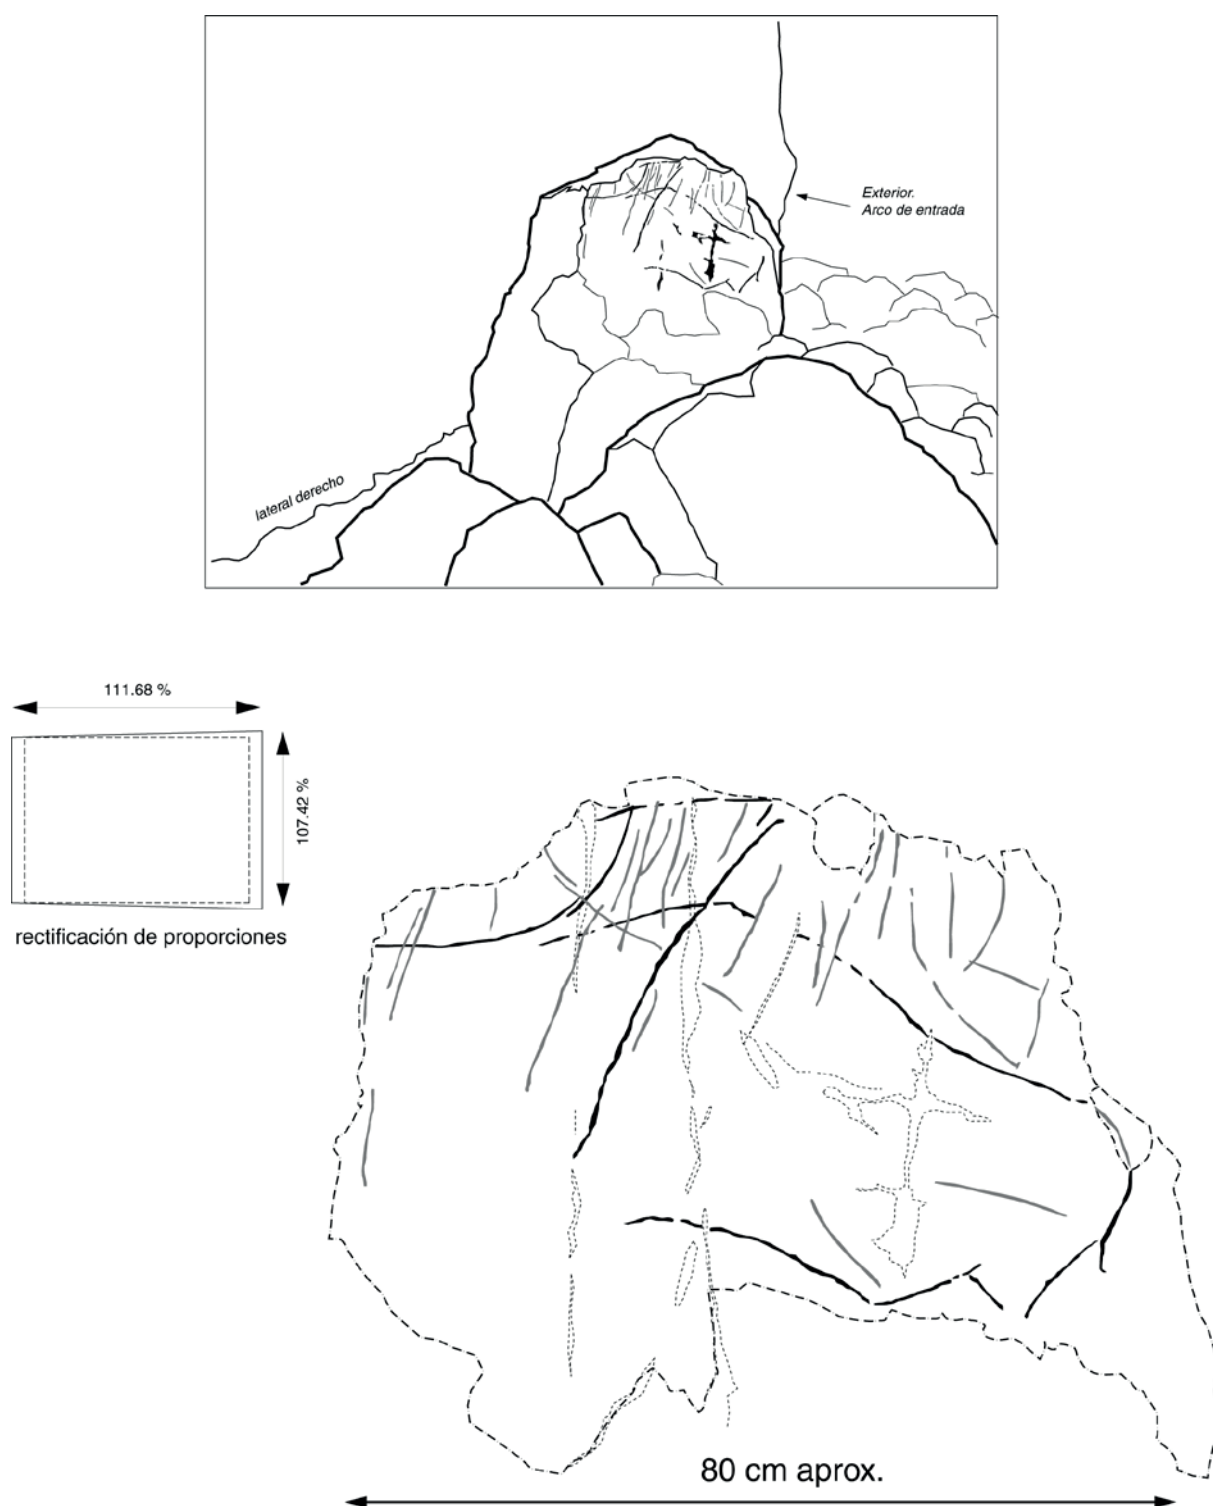 Exterior.
Arco de entrada
lateral derecho
111.68 %
107.42 %
rectificación de proporciones
80 cm aprox.